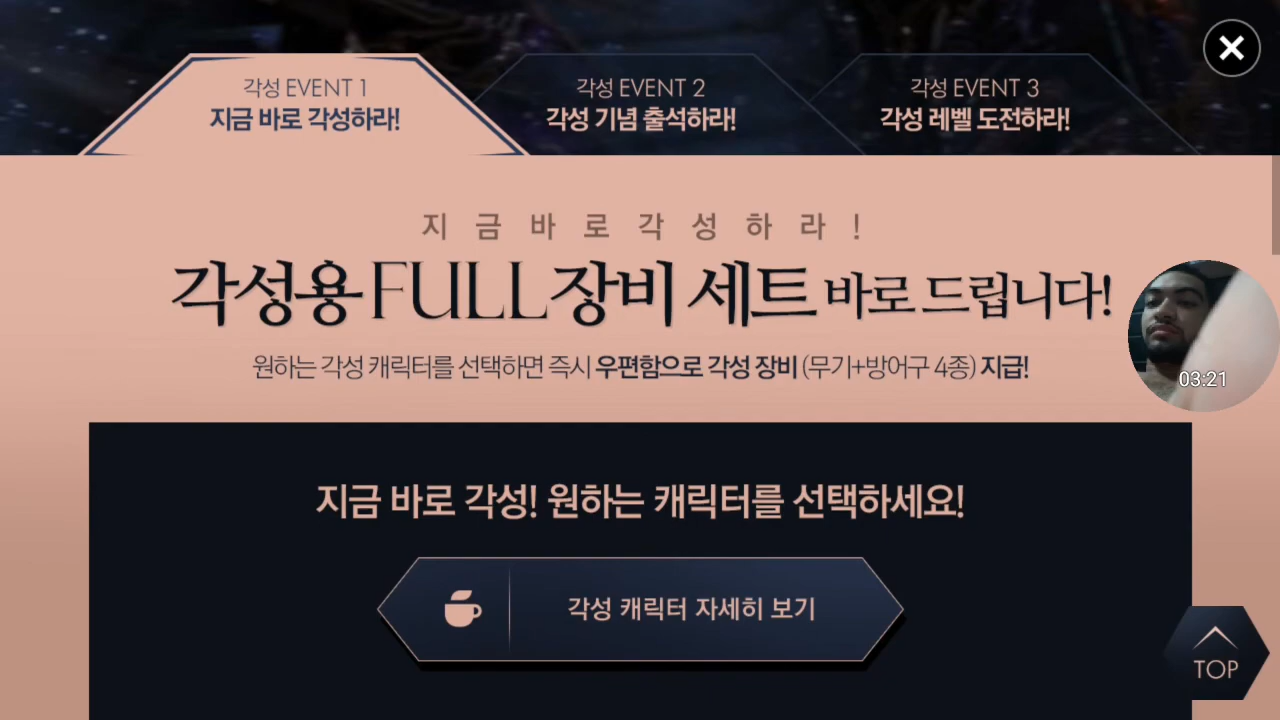 각성 EVENT 1
지금 바로 각성하라!
각성 EVENT 2
각성 기념 출석하라!
각성 EVENT 3
각성 레벨 도전하라!
지금바로각성하라!
각성용 FULL 장비 세트 바로 드립니다!
원하는 각성 캐릭터를 선택하면 즉시 우편함으로 각성 장비 (무기+방어구 4종) 지급!
03:21
지금 바로 각성! 원하는 캐릭터를 선택하세요!
각성 캐릭터 자세히 보기
TOP